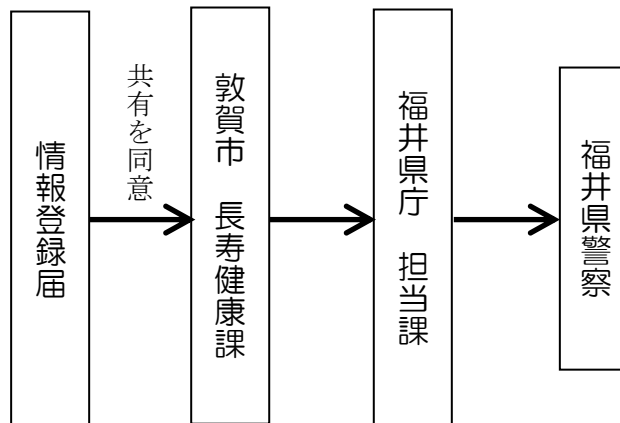 情報登録届
共有を同意
敦賀市　長寿健康課
福井県庁　担当課
福井県警察